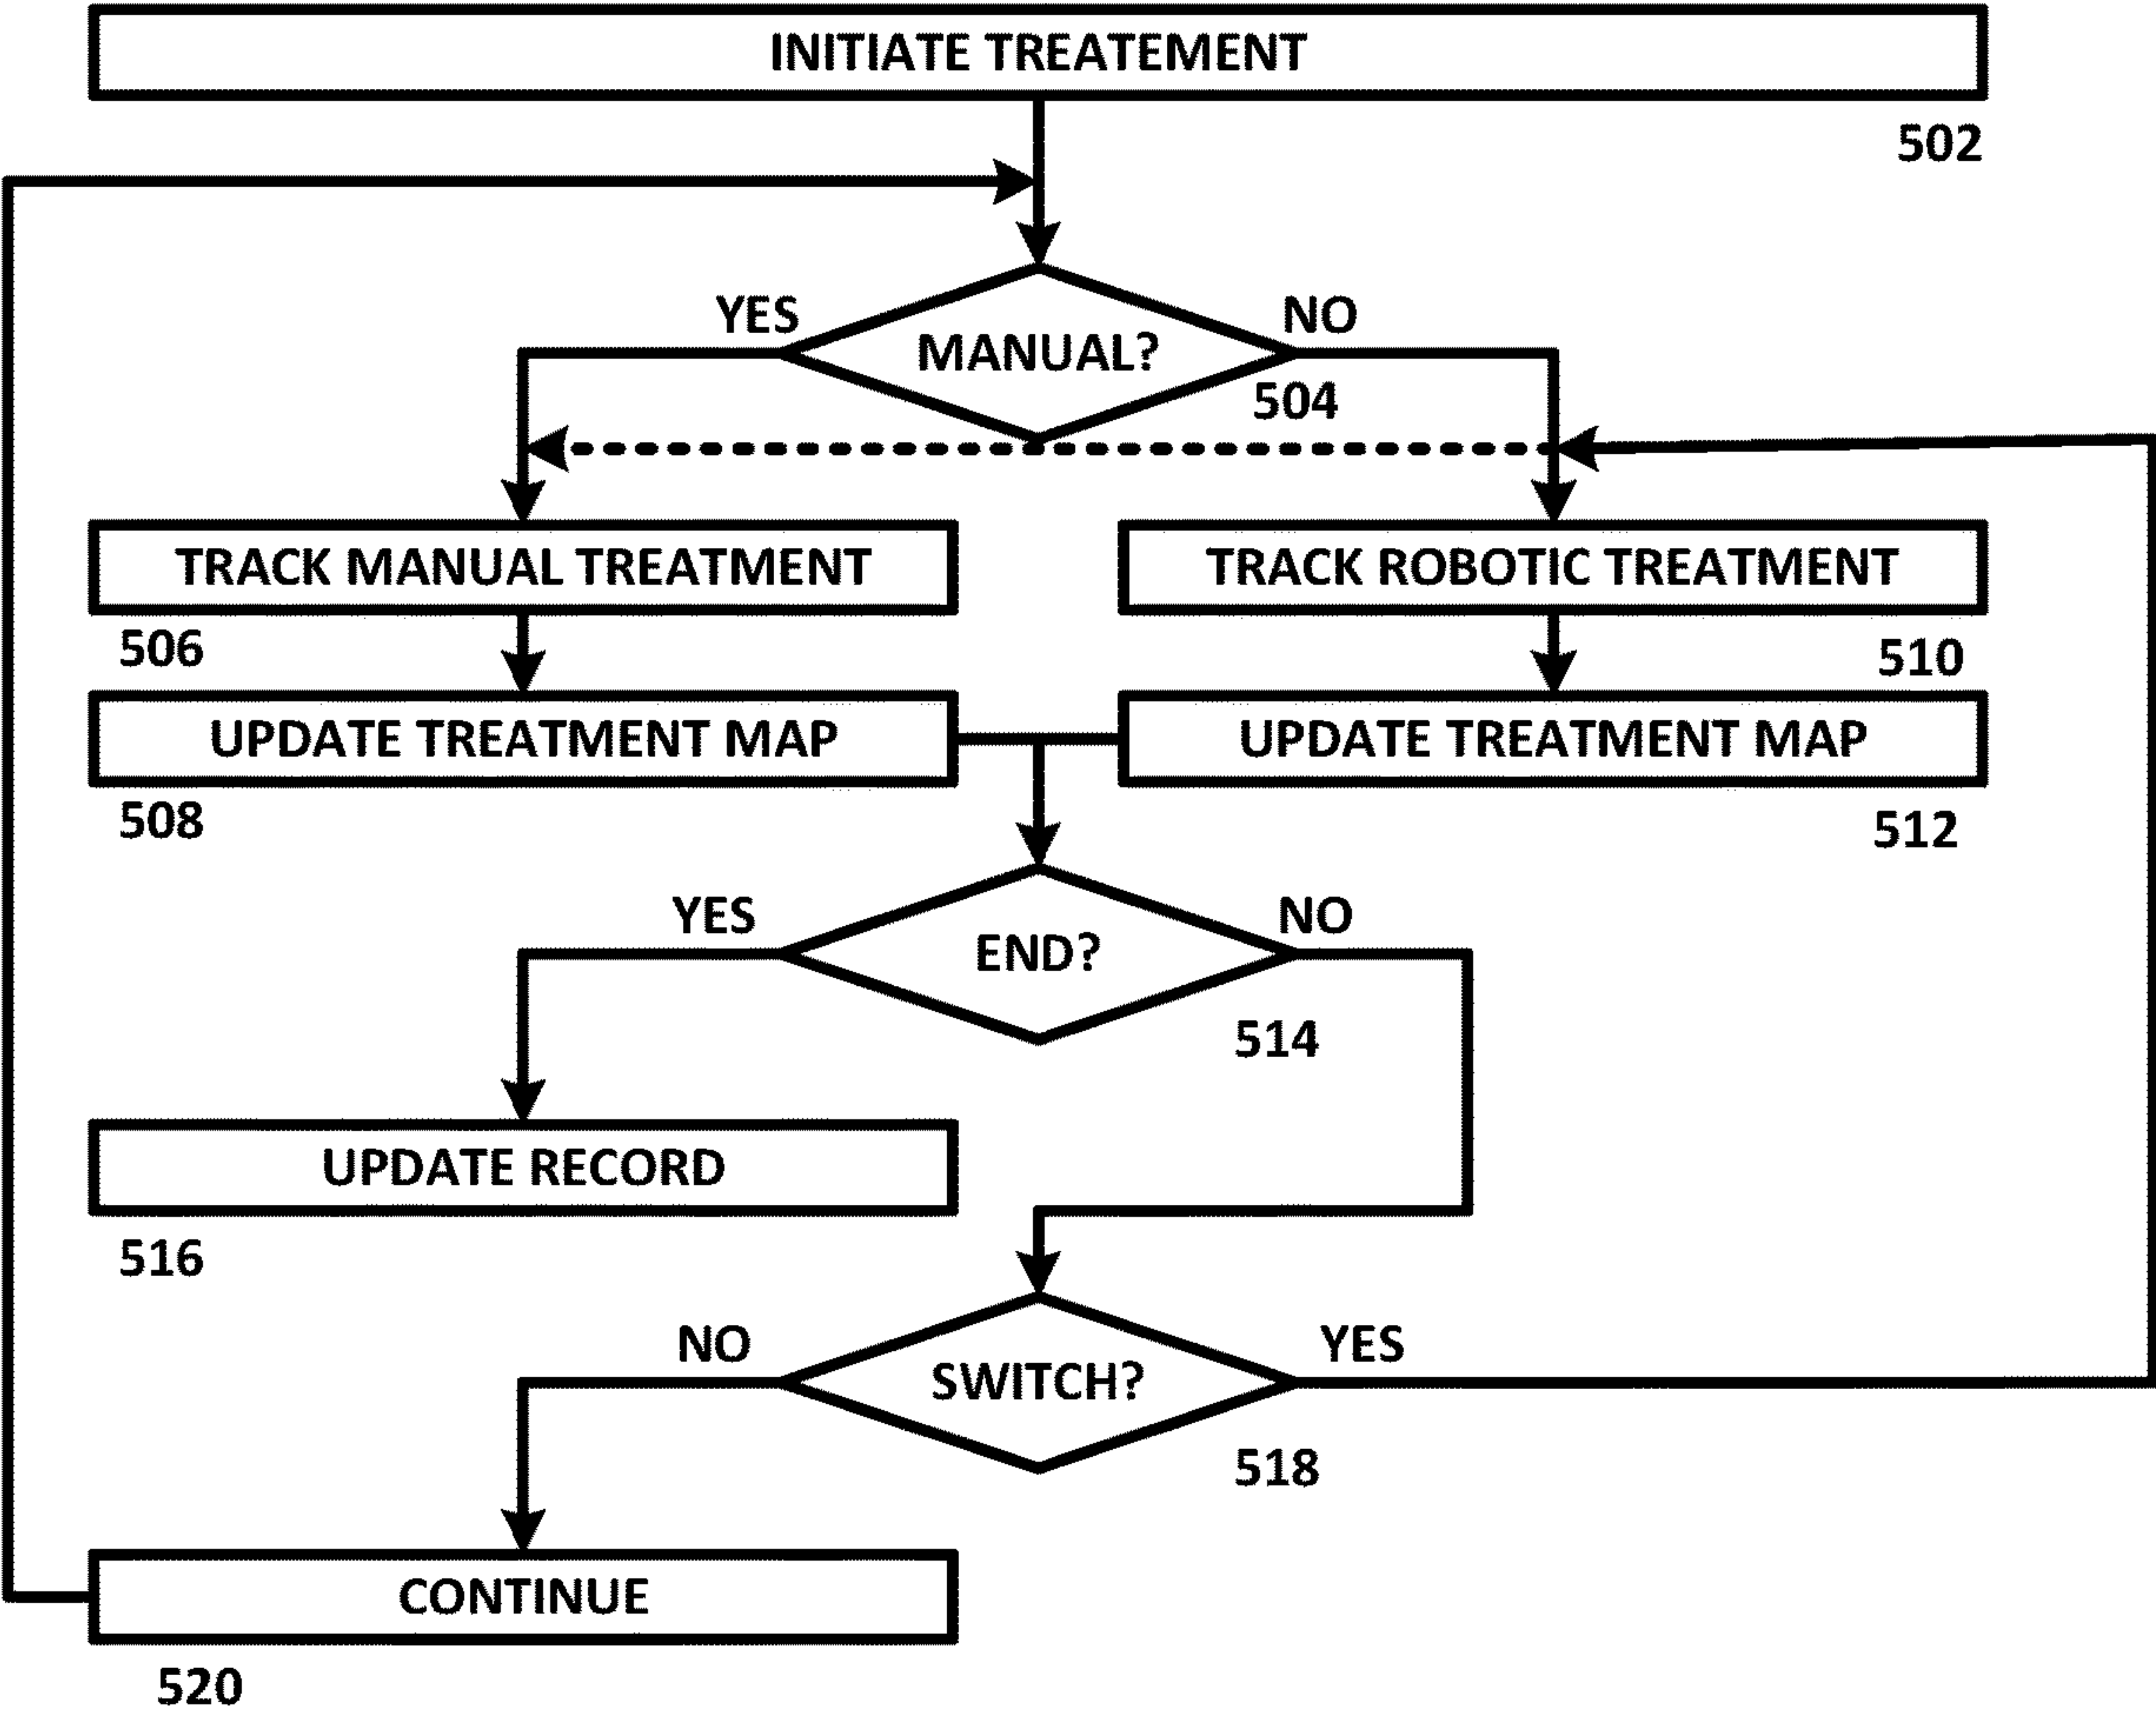 INITIATE TREATEMENT
502
YES
NO
MANUAL?
504
TRACK MANUAL TREATMENT
TRACK ROBOTIC TREATMENT
506
510
UPDATE TREATMENT MAP
UPDATE TREATMENT MAP
508
512
YES
NO
END?
514
UPDATE RECORD
516
NO
YES
SWITCH?
518
CONTINUE
520